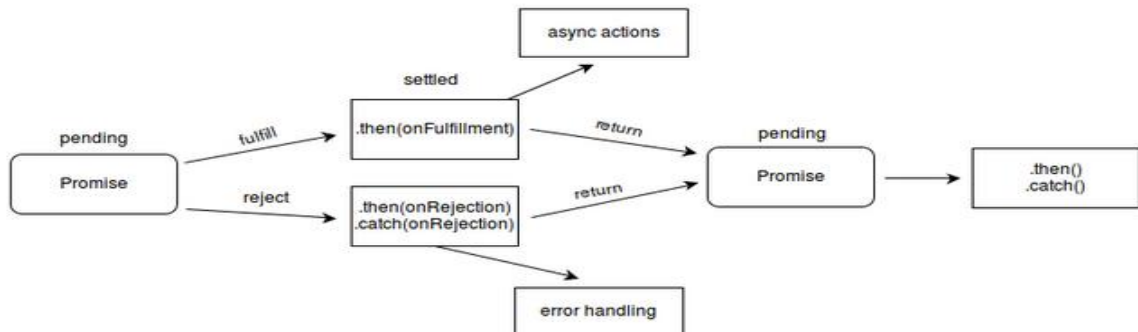 async actions
settled
.then(onFulfillment)
pending
fulfill
return
pending
Promise
Promise
.then()
.catch()
reject
.then(onRejection)
.catch(onRejection)
return
error handling